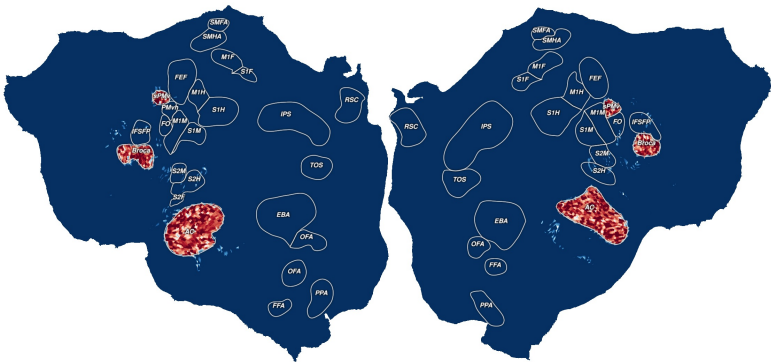 SMFA
SMHA
M1F
S1F
FEF
M1H
sPMv
PMvh
S1H
FO
M1M
IFSFP
S1M
Broca
S2M
S2H
S2F
AC
IPS
RSC
TOS
EBA
OFA
OFA
FFA
PPA
SMFA
SMHA
M1F
S1F
FEF
M1H
S1H
M1M
sPMv
FO
IFSFP
S1M
Broca
S2M
S2H
AC
RSC
IPS
TOS
EBA
OFA
FFA
PPA